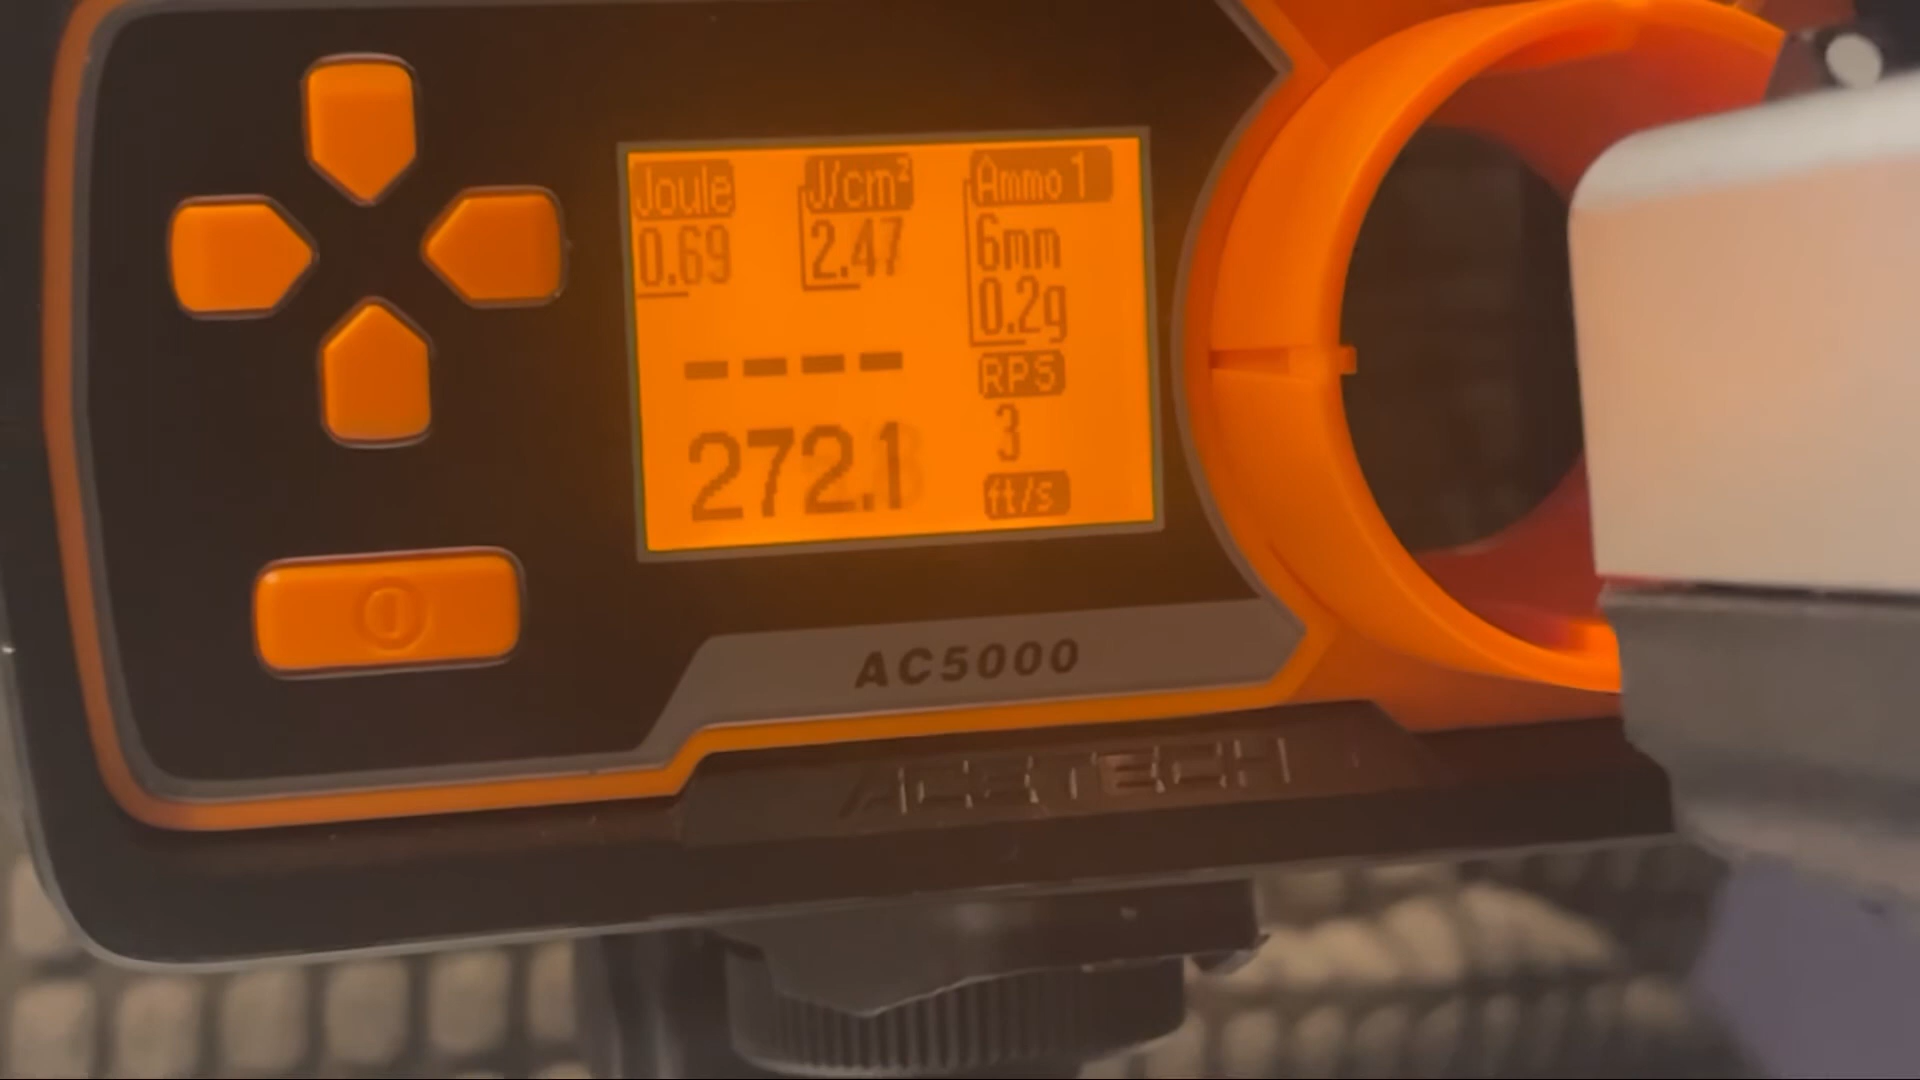 Joule J/cm² Ammo 1
0.69 2.47 6mm
0.2g
---- RPS
272.1 3
ft/s
AC5000
ACETECH